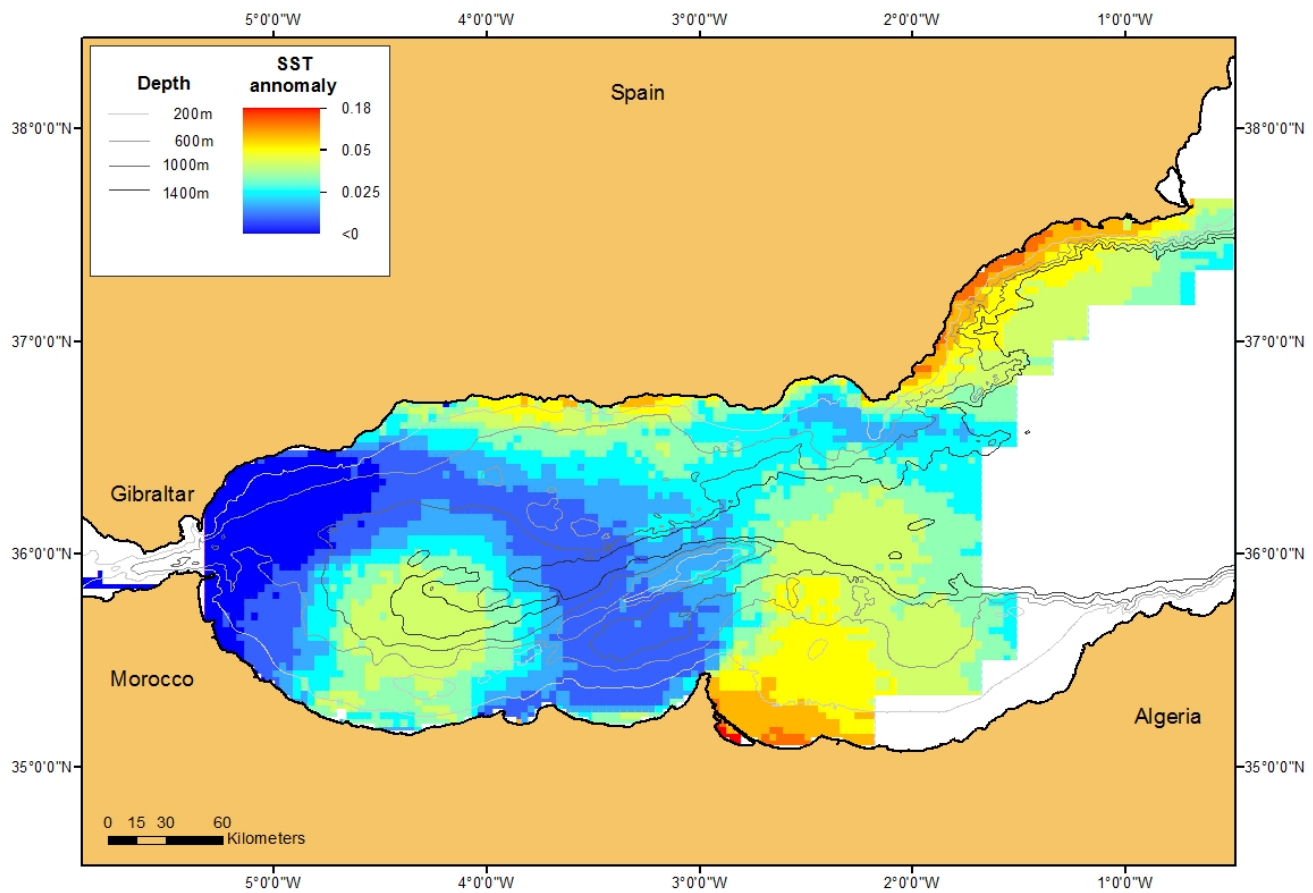 5°0'0"W 4°0'0"W 3°0'0"W 2°0'0"W 1°0'0"W
Depth
200m
600m
1000m
1400m
SST
annomaly
0.18
0.05
0.025
<0
Spain
38°0'0"N 38°0'0"N
37°0'0"N 37°0'0"N
Gibraltar
36°0'0"N 36°0'0"N
Morocco
Algeria
35°0'0"N 35°0'0"N
0 15 30 60
Kilometers
5°0'0"W 4°0'0"W 3°0'0"W 2°0'0"W 1°0'0"W